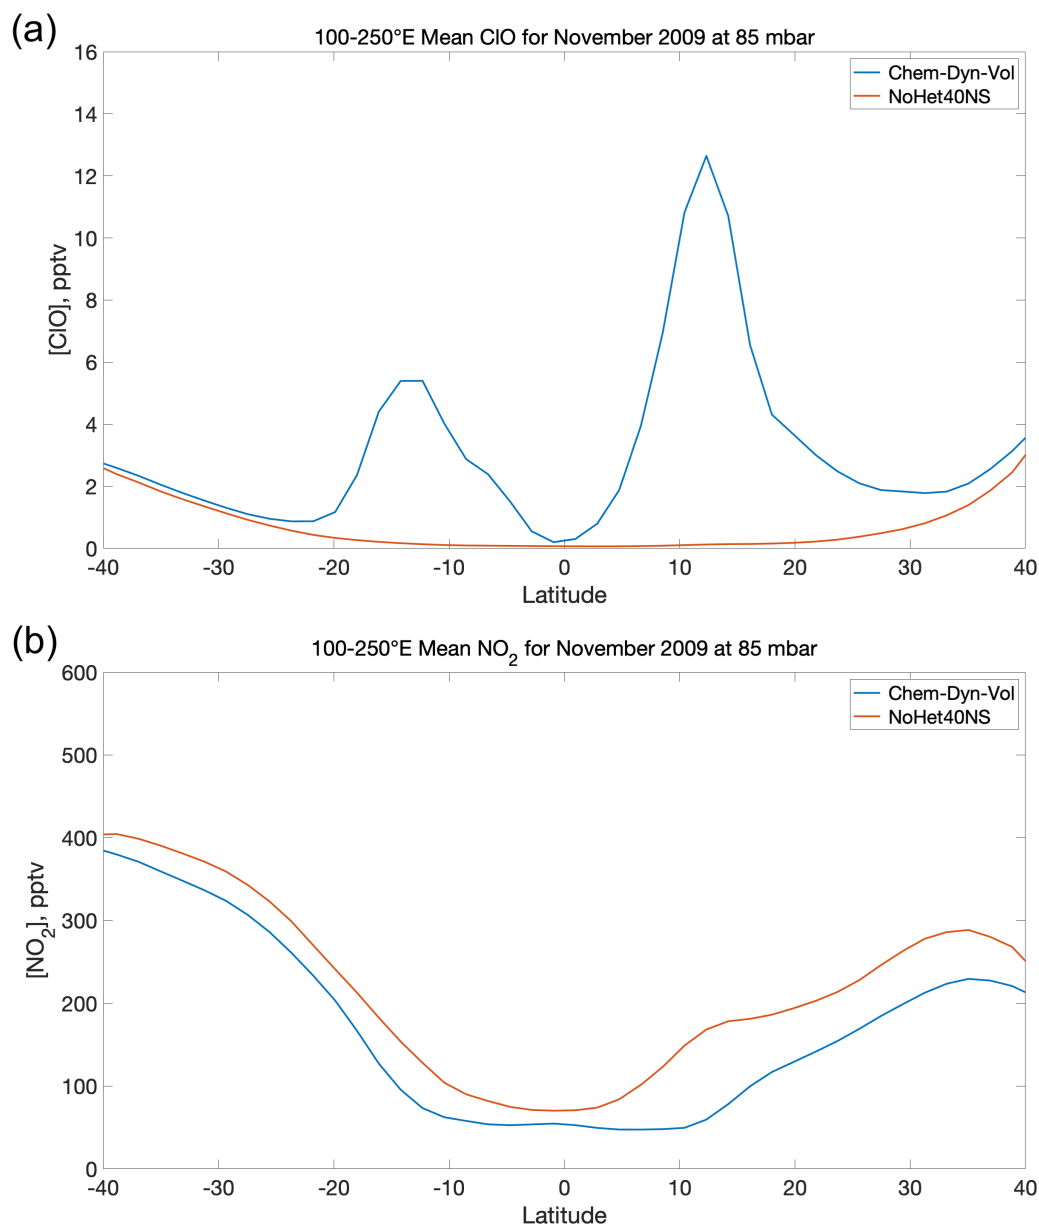 (a)
100-250°E Mean ClO for November 2009 at 85 mbar
Chem-Dyn-Vol
NoHet40NS
16
14
12
10
8
6
4
2
0
[ClO], pptv
-40 -30 -20 -10 0 10 20 30 40
Latitude
(b)
100-250°E Mean NO2 for November 2009 at 85 mbar
Chem-Dyn-Vol
NoHet40NS
600
500
400
300
200
100
0
[NO2], pptv
-40 -30 -20 -10 0 10 20 30 40
Latitude